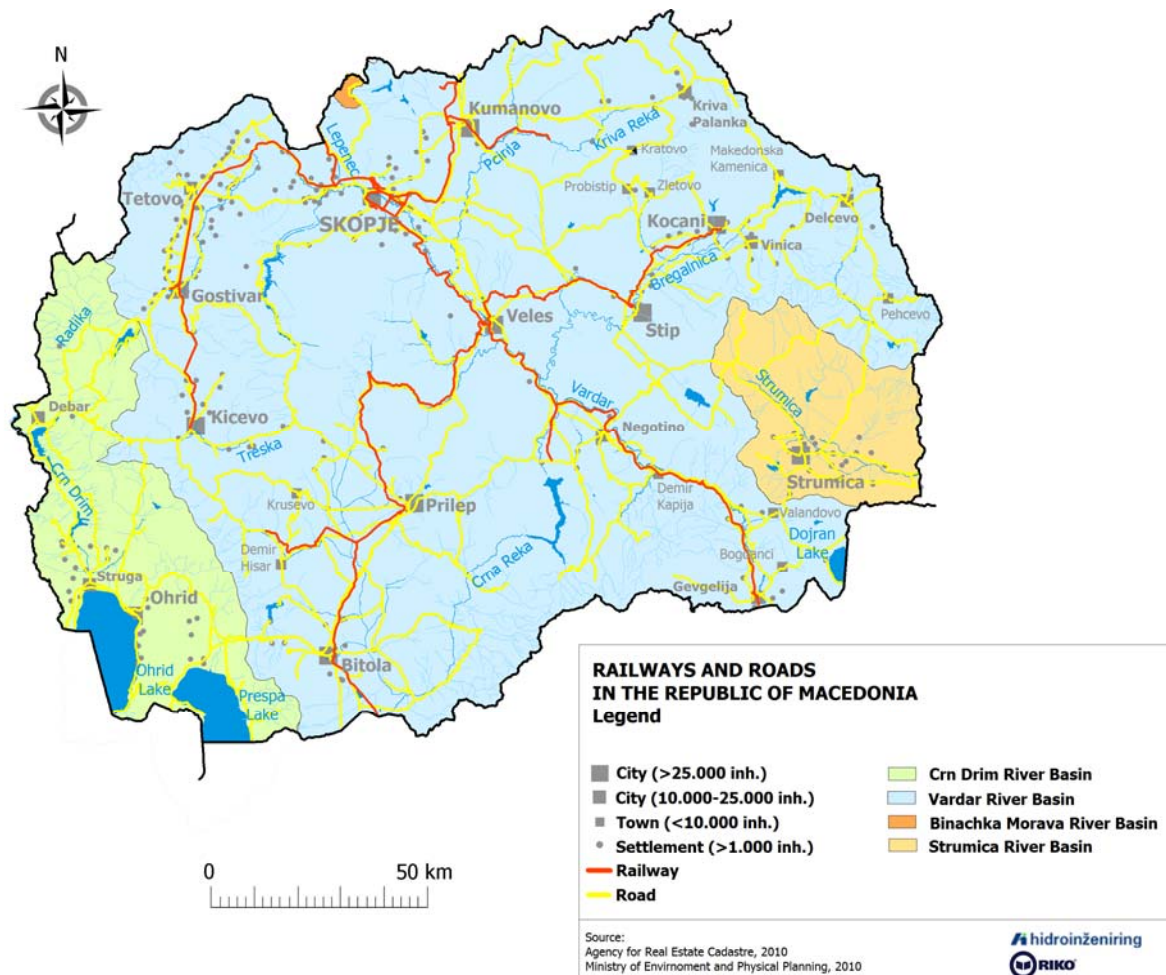 N
Kumanovo
Kriva
Palanka
Lepenec
Pcinja
Kriva Reka
Kratovo
Makedonska
Kamenica
Probistip
Zletovo
Tetovo
SKOPJE
Kocani
Delcevo
Vinica
Bregalnica
Gostivar
Veles
Stip
Pehcevo
Radika
Strumica
Vardar
Debar
Kicevo
Treska
Negotino
Crn Drim
Krusevo
Prilep
Demir
Kapija
Strumica
Valandovo
Demir
Hisar
Crna Reka
Bogdanci
Dojran
Lake
Struga
Gevgelija
Ohrid
Bitola
Ohrid
Lake
Prespa
Lake
0 50 km
RAILWAYS AND ROADS
IN THE REPUBLIC OF MACEDONIA
Legend
City (>25.000 inh.)
City (10.000-25.000 inh.)
Town (<10.000 inh.)
Settlement (>1.000 inh.)
Railway
Road
Crn Drim River Basin
Vardar River Basin
Binachka Morava River Basin
Strumica River Basin
Source:
Agency for Real Estate Cadastre, 2010
Ministry of Envirnoment and Physical Planning, 2010
hidroinženiring
RIKO